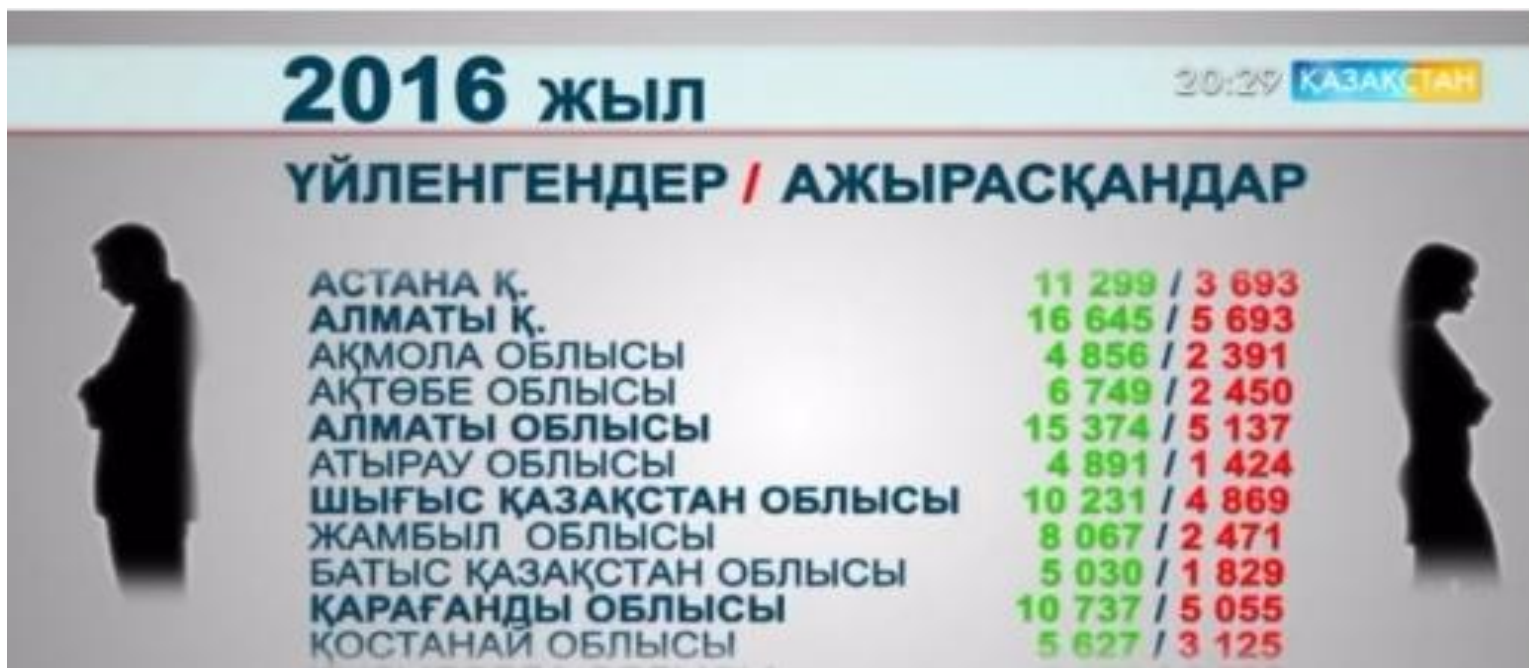 2016 ЖЫЛ
20:29 ҚАЗАҚСТАН
ҮЙЛЕНГЕНДЕР / АЖЫРАСҚАНДАР
АСТАНА Қ. 11 299 / 3 693
АЛМАТЫ Қ. 16 645 / 5 693
АҚМОЛА ОБЛЫСЫ 4 856 / 2 391
АҚТӨБЕ ОБЛЫСЫ 6 749 / 2 450
АЛМАТЫ ОБЛЫСЫ 15 374 / 5 137
АТЫРАУ ОБЛЫСЫ 4 891 / 1 424
ШЫҒЫС ҚАЗАҚСТАН ОБЛЫСЫ 10 231 / 4 869
ЖАМБЫЛ ОБЛЫСЫ 8 067 / 2 471
БАТЫС ҚАЗАҚСТАН ОБЛЫСЫ 5 030 / 1 829
ҚАРАҒАНДЫ ОБЛЫСЫ 10 737 / 5 055
ҚОСТАНАЙ ОБЛЫСЫ 5 627 / 3 125